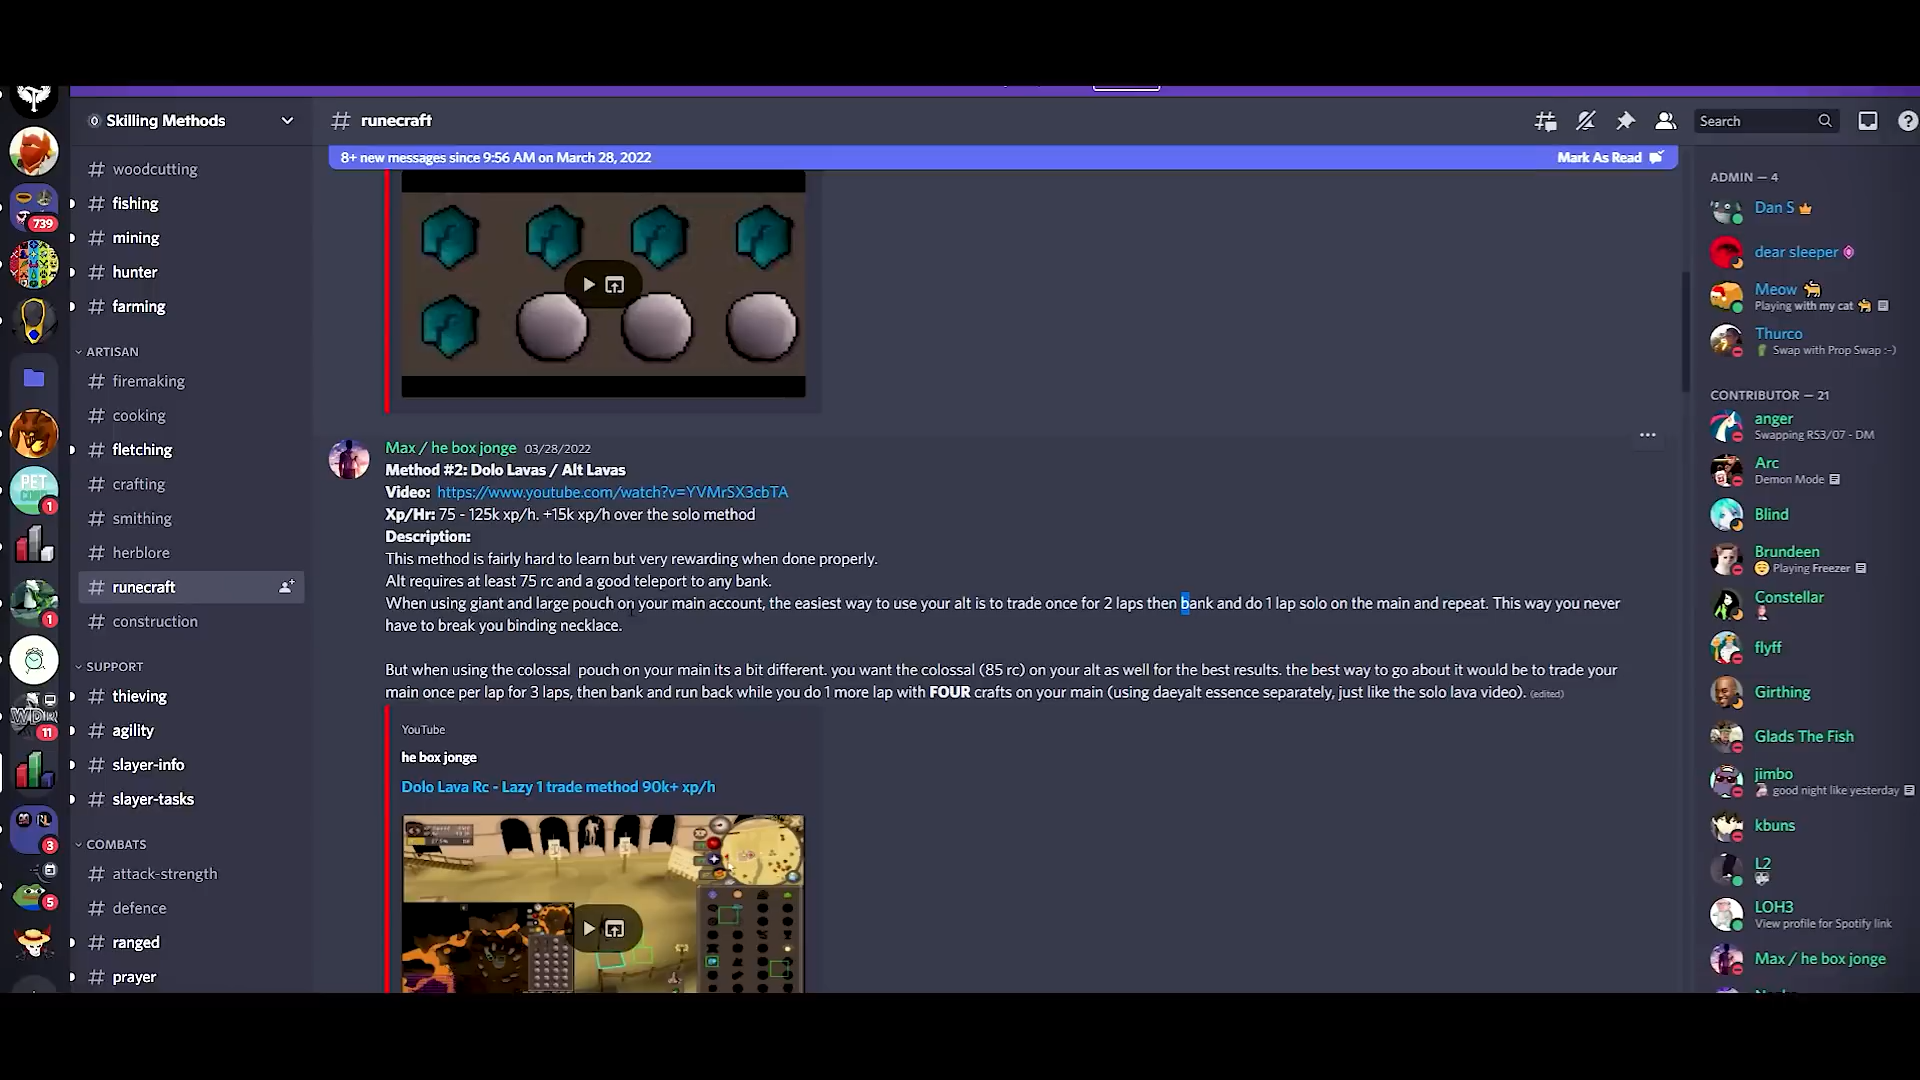 Skilling Methods
# runecraft
Search
8+ new messages since 9:56 AM on March 28, 2022
Mark As Read
739
PET
1
1
WDR
11
3
5
# woodcutting
# fishing
# mining
# hunter
# farming
ARTISAN
# firemaking
# cooking
# fletching
# crafting
# smithing
# herblore
# runecraft
# construction
SUPPORT
# thieving
# agility
# slayer-info
# slayer-tasks
COMBATS
# attack-strength
# defence
# ranged
# prayer
Max / he box jonge 03/28/2022
Method #2: Dolo Lavas / Alt Lavas
Video: https://www.youtube.com/watch?v=YVMrSX3cbTA
Xp/Hr: 75 - 125k xp/h. +15k xp/h over the solo method
Description:
This method is fairly hard to learn but very rewarding when done properly.
Alt requires at least 75 rc and a good teleport to any bank.
When using giant and large pouch on your main account, the easiest way to use your alt is to trade once for 2 laps then bank and do 1 lap solo on the main and repeat. This way you never
have to break you binding necklace.
But when using the colossal pouch on your main its a bit different. you want the colossal (85 rc) on your alt as well for the best results. the best way to go about it would be to trade your
main once per lap for 3 laps, then bank and run back while you do 1 more lap with FOUR crafts on your main (using daeyalt essence separately, just like the solo lava video). (edited)
YouTube
he box jonge
Dolo Lava Rc - Lazy 1 trade method 90k+ xp/h
ADMIN — 4
Dan S
dear sleeper
Meow
Playing with my cat
Thurco
Swap with Prop Swap :-)
CONTRIBUTOR — 21
anger
Swapping RS3/07 - DM
Arc
Demon Mode
Blind
Brundeen
Playing Freezer
Constellar
flyff
Girthing
Glads The Fish
jimbo
good night like yesterday
kbuns
L2
LOH3
View profile for Spotify link
Max / he box jonge